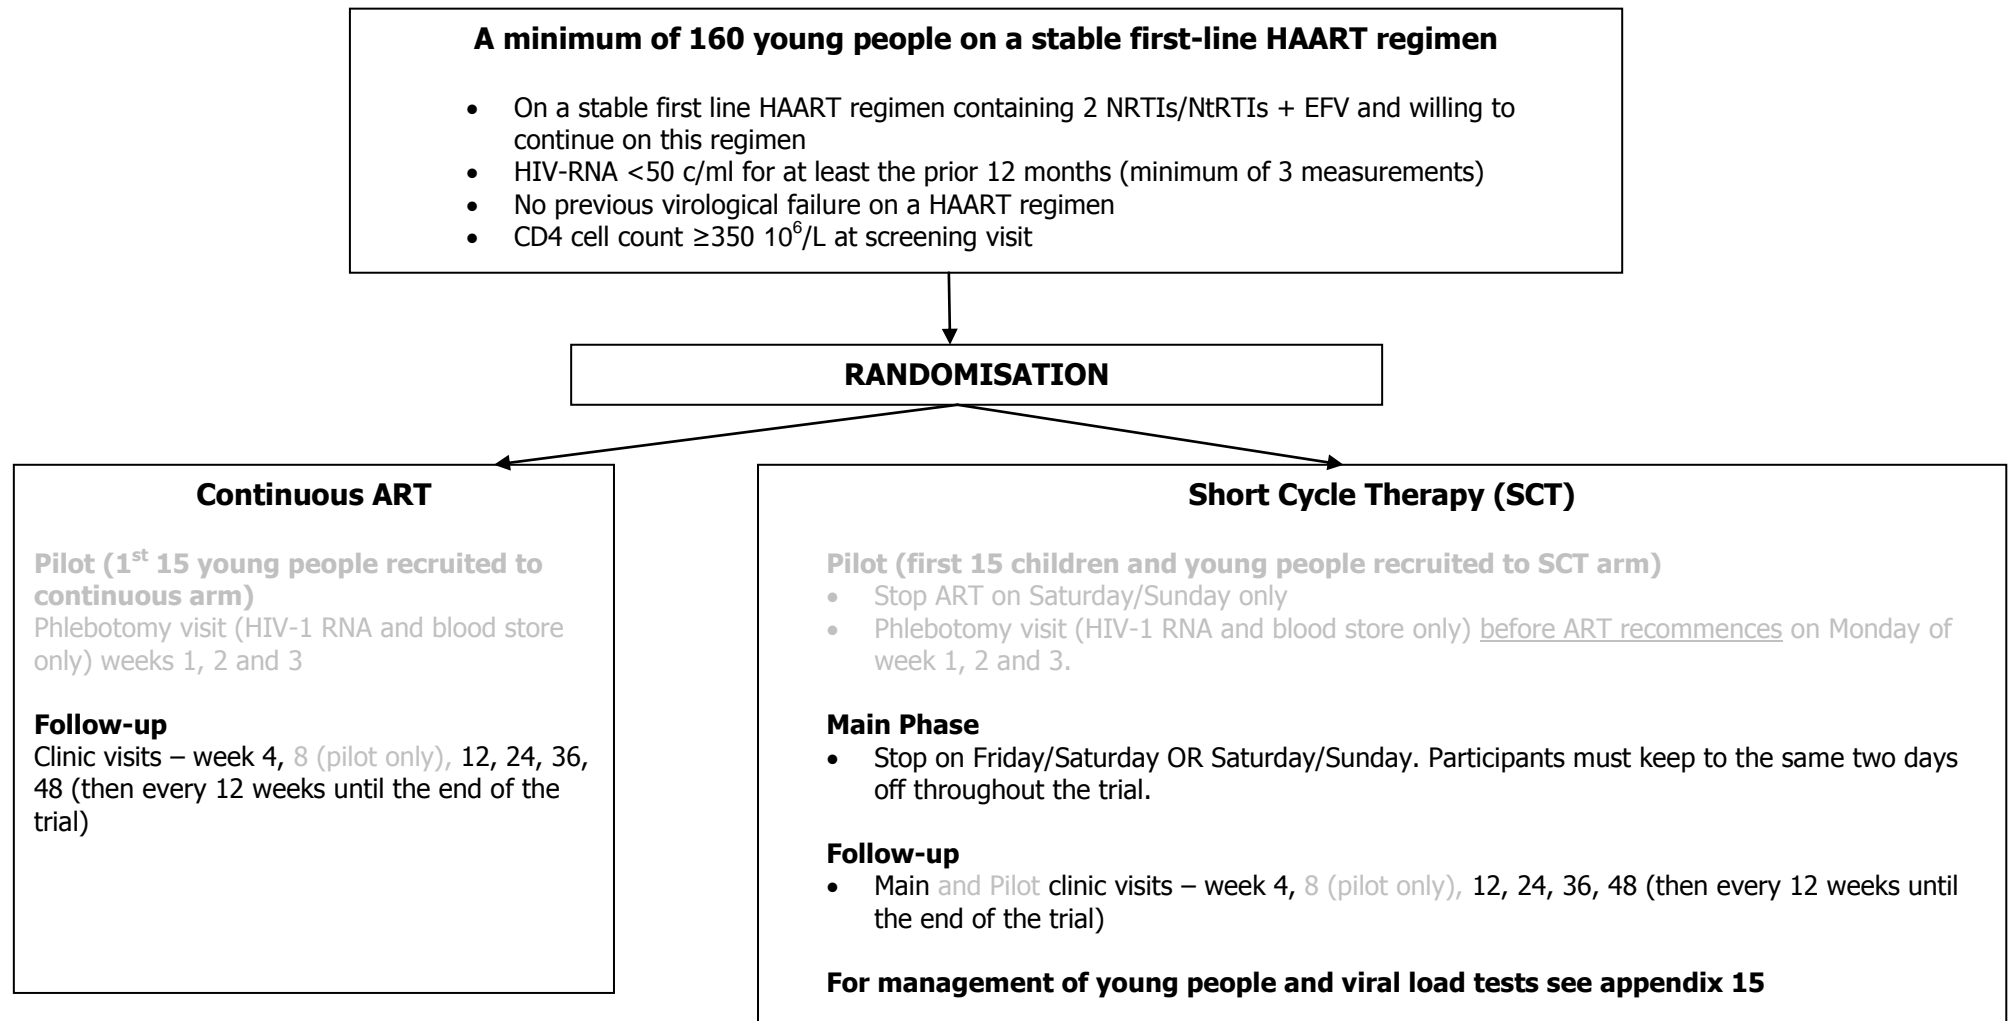 A minimum of 160 young people on a stable first-line HAART regimen
• On a stable first line HAART regimen containing 2 NRTIs/NtRTIs + EFV and willing to
continue on this regimen
• HIV-RNA <50 c/ml for at least the prior 12 months (minimum of 3 measurements)
• No previous virological failure on a HAART regimen
• CD4 cell count ≥350 10⁶/L at screening visit
RANDOMISATION
Continuous ART
Pilot (1ˢᵗ 15 young people recruited to
continuous arm)
Phlebotomy visit (HIV-1 RNA and blood store
only) weeks 1, 2 and 3
Follow-up
Clinic visits – week 4, 8 (pilot only), 12, 24, 36,
48 (then every 12 weeks until the end of the
trial)
Short Cycle Therapy (SCT)
Pilot (first 15 children and young people recruited to SCT arm)
• Stop ART on Saturday/Sunday only
• Phlebotomy visit (HIV-1 RNA and blood store only) before ART recommences on Monday of
week 1, 2 and 3.
Main Phase
• Stop on Friday/Saturday OR Saturday/Sunday. Participants must keep to the same two days
off throughout the trial.
Follow-up
• Main and Pilot clinic visits – week 4, 8 (pilot only), 12, 24, 36, 48 (then every 12 weeks until
the end of the trial)
For management of young people and viral load tests see appendix 15